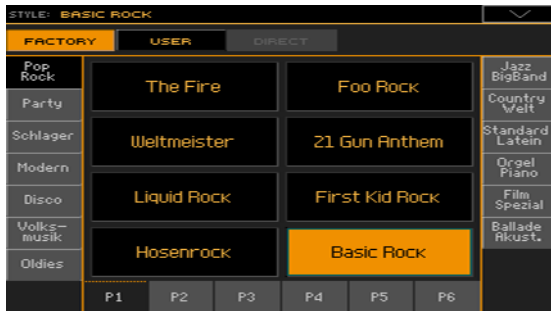 STYLE: BASIC ROCK
FACTORY USER DIRECT
Pop
Rock
Party
Schlager
Modern
Disco
Volks-
musik
Oldies
The Fire Foo Rock
Weltmeister 21 Gun Anthem
Liquid Rock First Kid Rock
Hosenrock Basic Rock
Jazz
BigBand
Country
Welt
Standard
Latein
Orgel
Piano
Film
Spezial
Ballade
Akust.
P1 P2 P3 P4 P5 P6